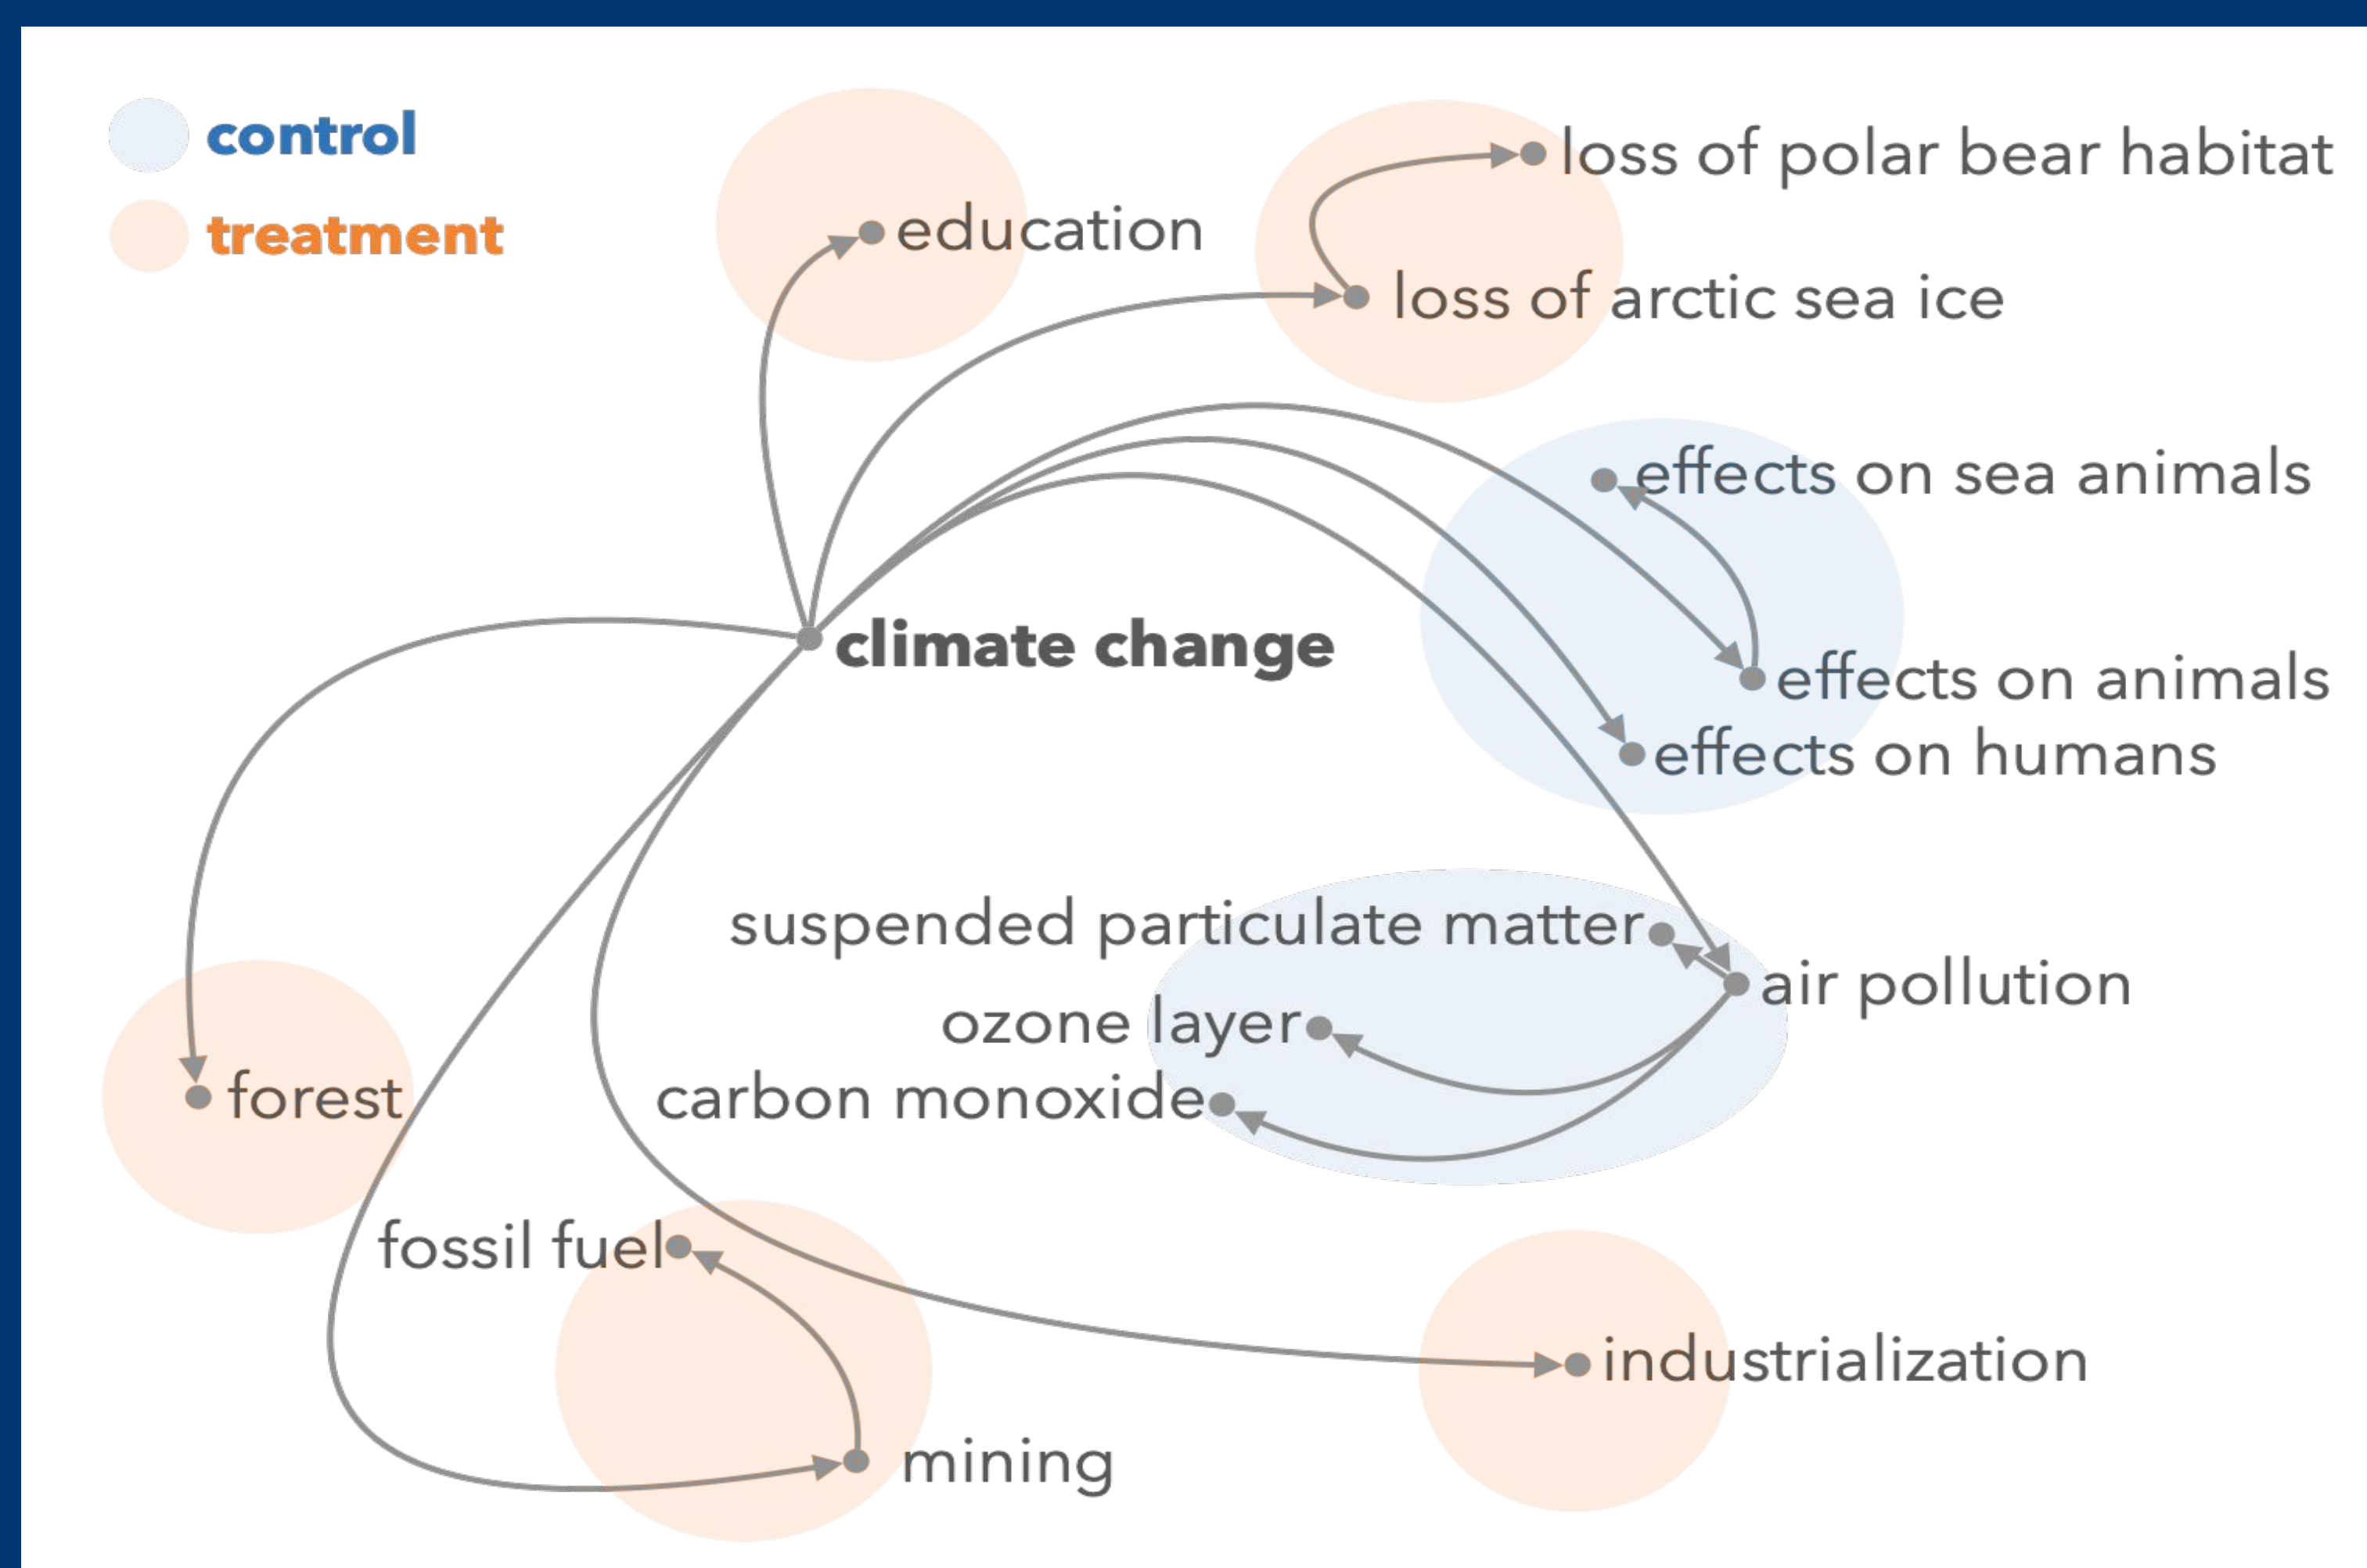 control
treatment
education
loss of polar bear habitat
loss of arctic sea ice
effects on sea animals
climate change
effects on animals
effects on humans
suspended particulate matter
air pollution
ozone layer
carbon monoxide
forest
fossil fuel
industrialization
mining